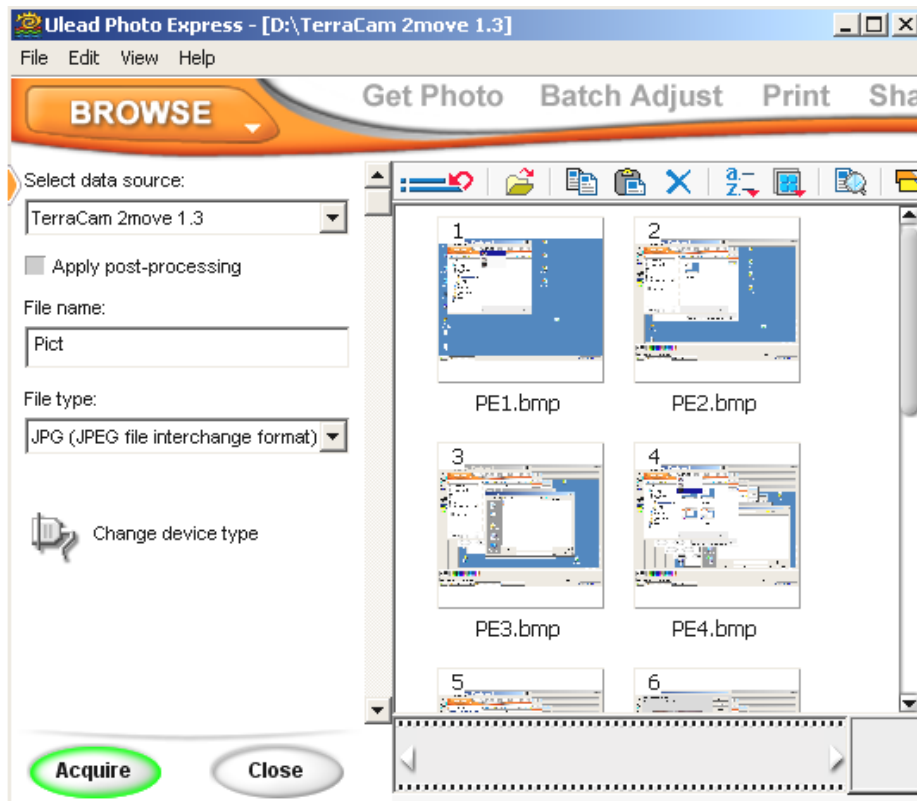 Ulead Photo Express - [D:\TerraCam 2move 1.3]
File Edit View Help
BROWSE
Get Photo Batch Adjust Print Sha
Select data source:
TerraCam 2move 1.3
Apply post-processing
File name:
Pict
File type:
JPG (JPEG file interchange format)
Change device type
Acquire Close
a.
z.
1 2
PE1.bmp PE2.bmp
3 4
PE3.bmp PE4.bmp
5 6